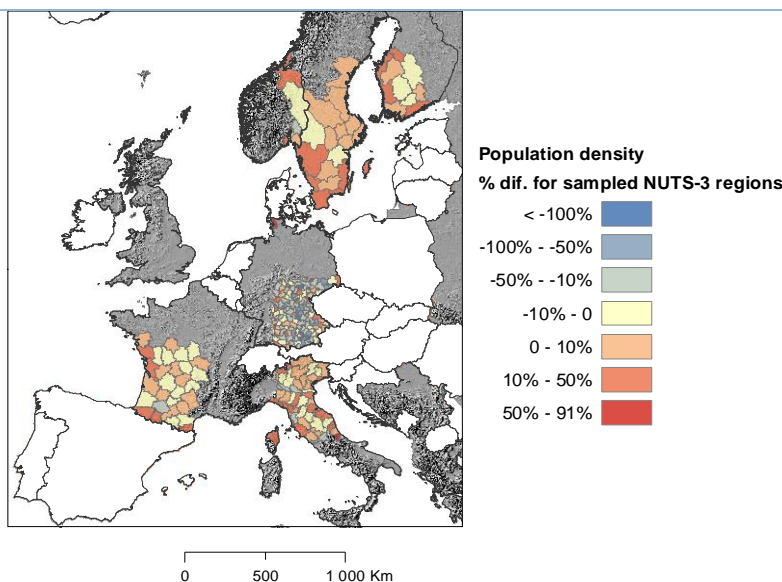 Population density
% dif. for sampled NUTS-3 regions
< -100%
-100% - -50%
-50% - -10%
-10% - 0
0 - 10%
10% - 50%
50% - 91%
0 500 1 000 Km